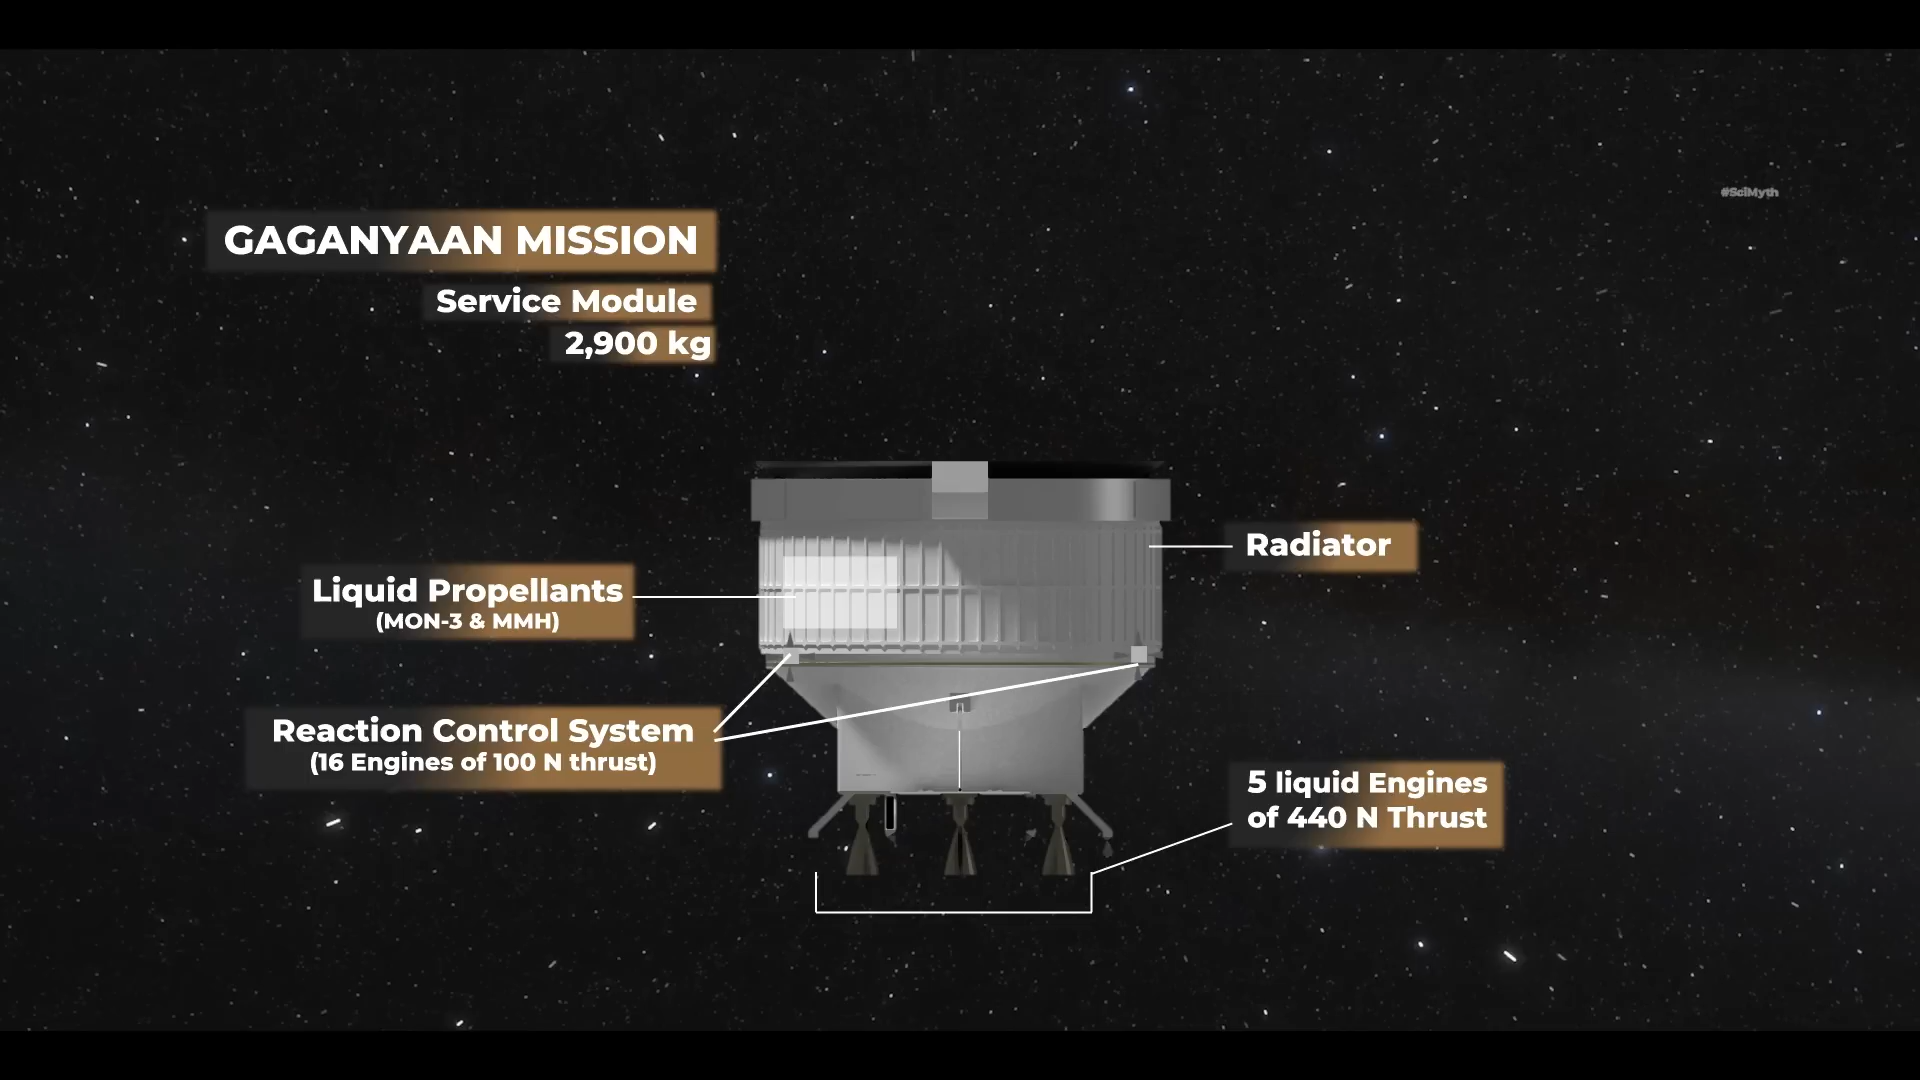 #SciMyth
GAGANYAAN MISSION
Service Module
2,900 kg
Radiator
Liquid Propellants
(MON-3 & MMH)
Reaction Control System
(16 Engines of 100 N thrust)
5 liquid Engines
of 440 N Thrust